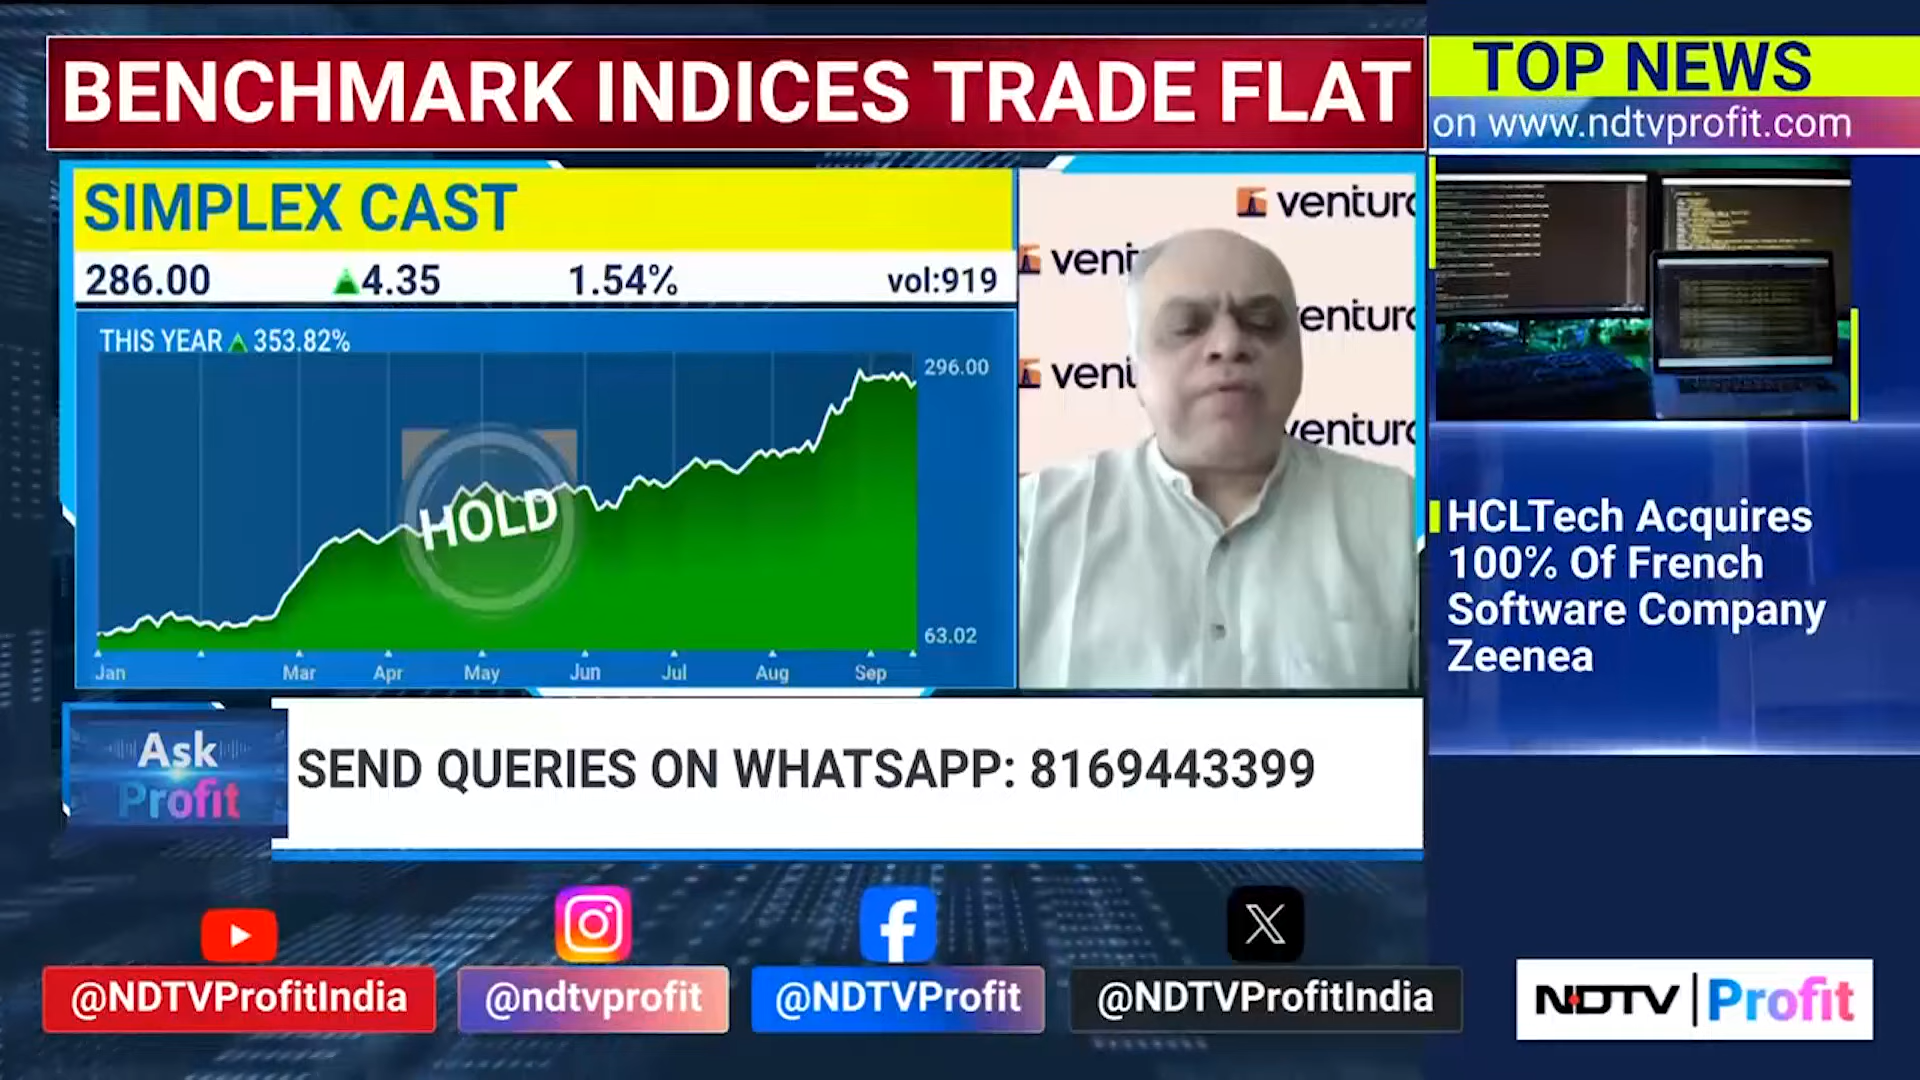 BENCHMARK INDICES TRADE FLAT
TOP NEWS
on www.ndtvprofit.com
SIMPLEX CAST
286.00 4.35 1.54% vol:919
THIS YEAR 353.82%
296.00
HOLD
63.02
Jan Mar Apr May Jun Jul Aug Sep
ventura
HCLTech Acquires
100% Of French
Software Company
Zeenea
Ask
Profit
SEND QUERIES ON WHATSAPP: 8169443399
@NDTVProfitIndia
@ndtvprofit
@NDTVProfit
@NDTVProfitIndia
NDTV Profit